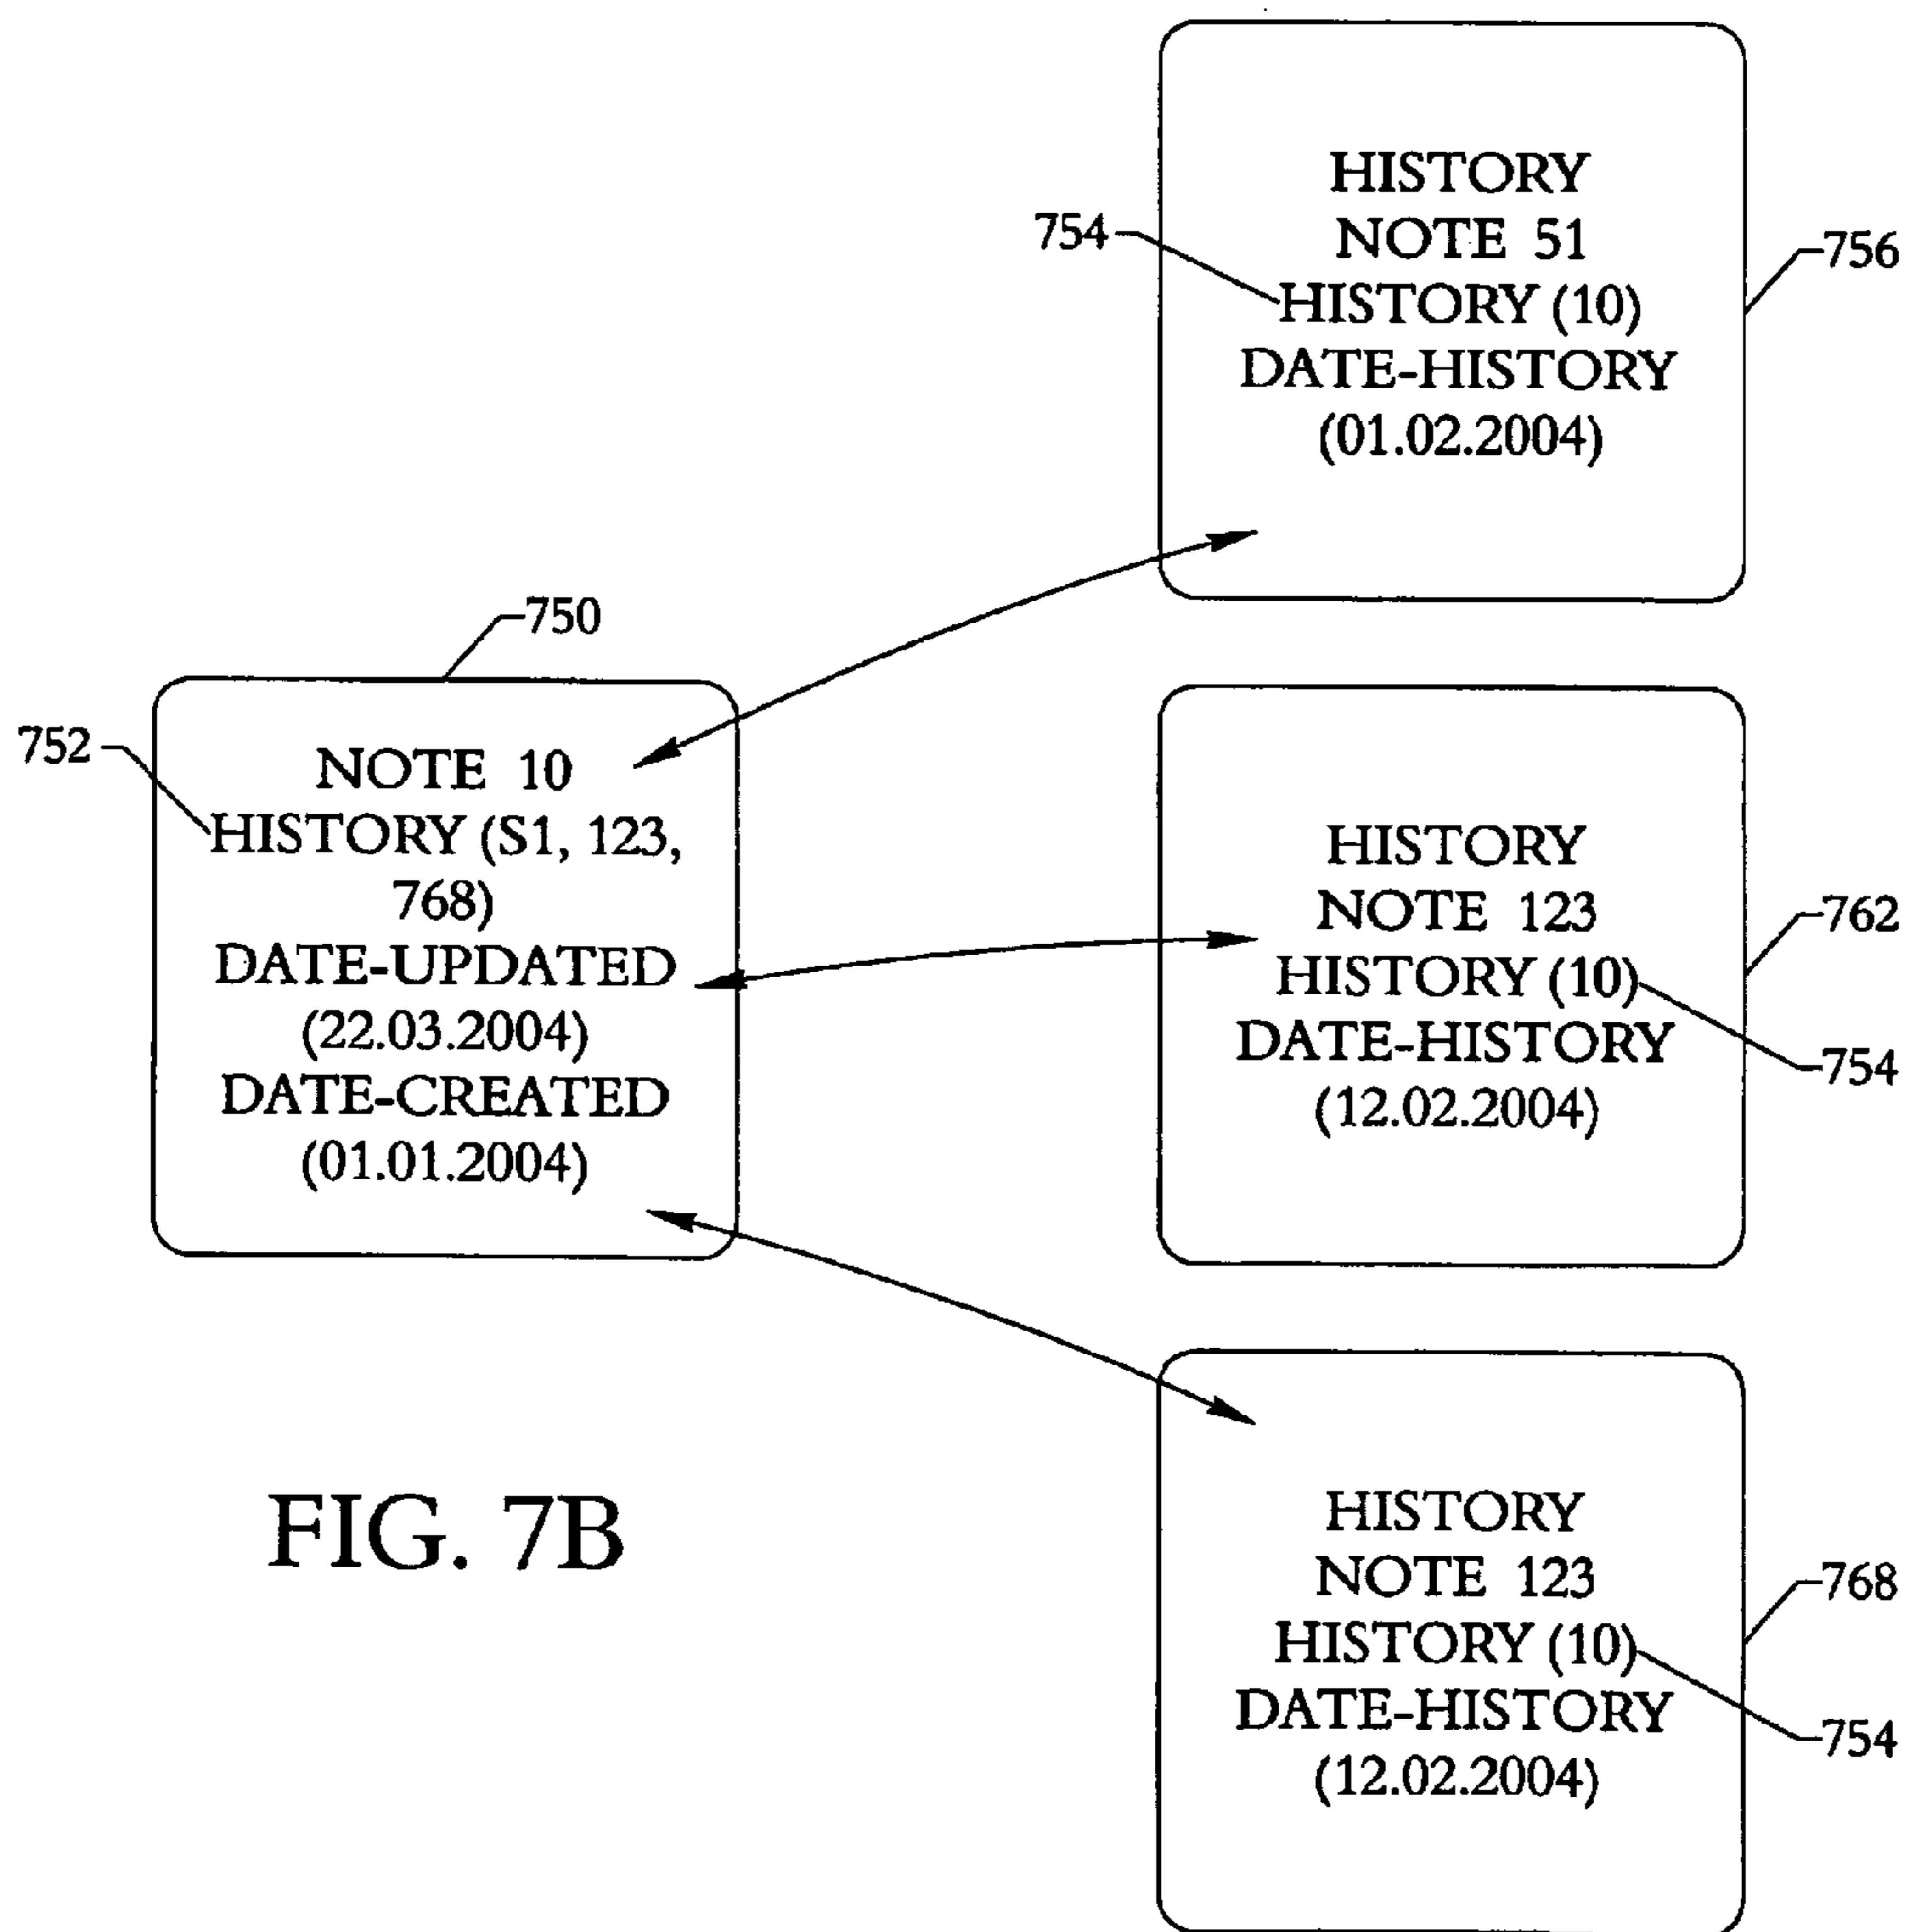 HISTORY
NOTE 51
HISTORY (10)
DATE-HISTORY
(01.02.2004)
754
756
750
752
NOTE 10
HISTORY (S1, 123,
768)
DATE-UPDATED
(22.03.2004)
DATE-CREATED
(01.01.2004)
HISTORY
NOTE 123
HISTORY (10)
DATE-HISTORY
(12.02.2004)
762
754
HISTORY
NOTE 123
HISTORY (10)
DATE-HISTORY
(12.02.2004)
768
754
FIG. 7B